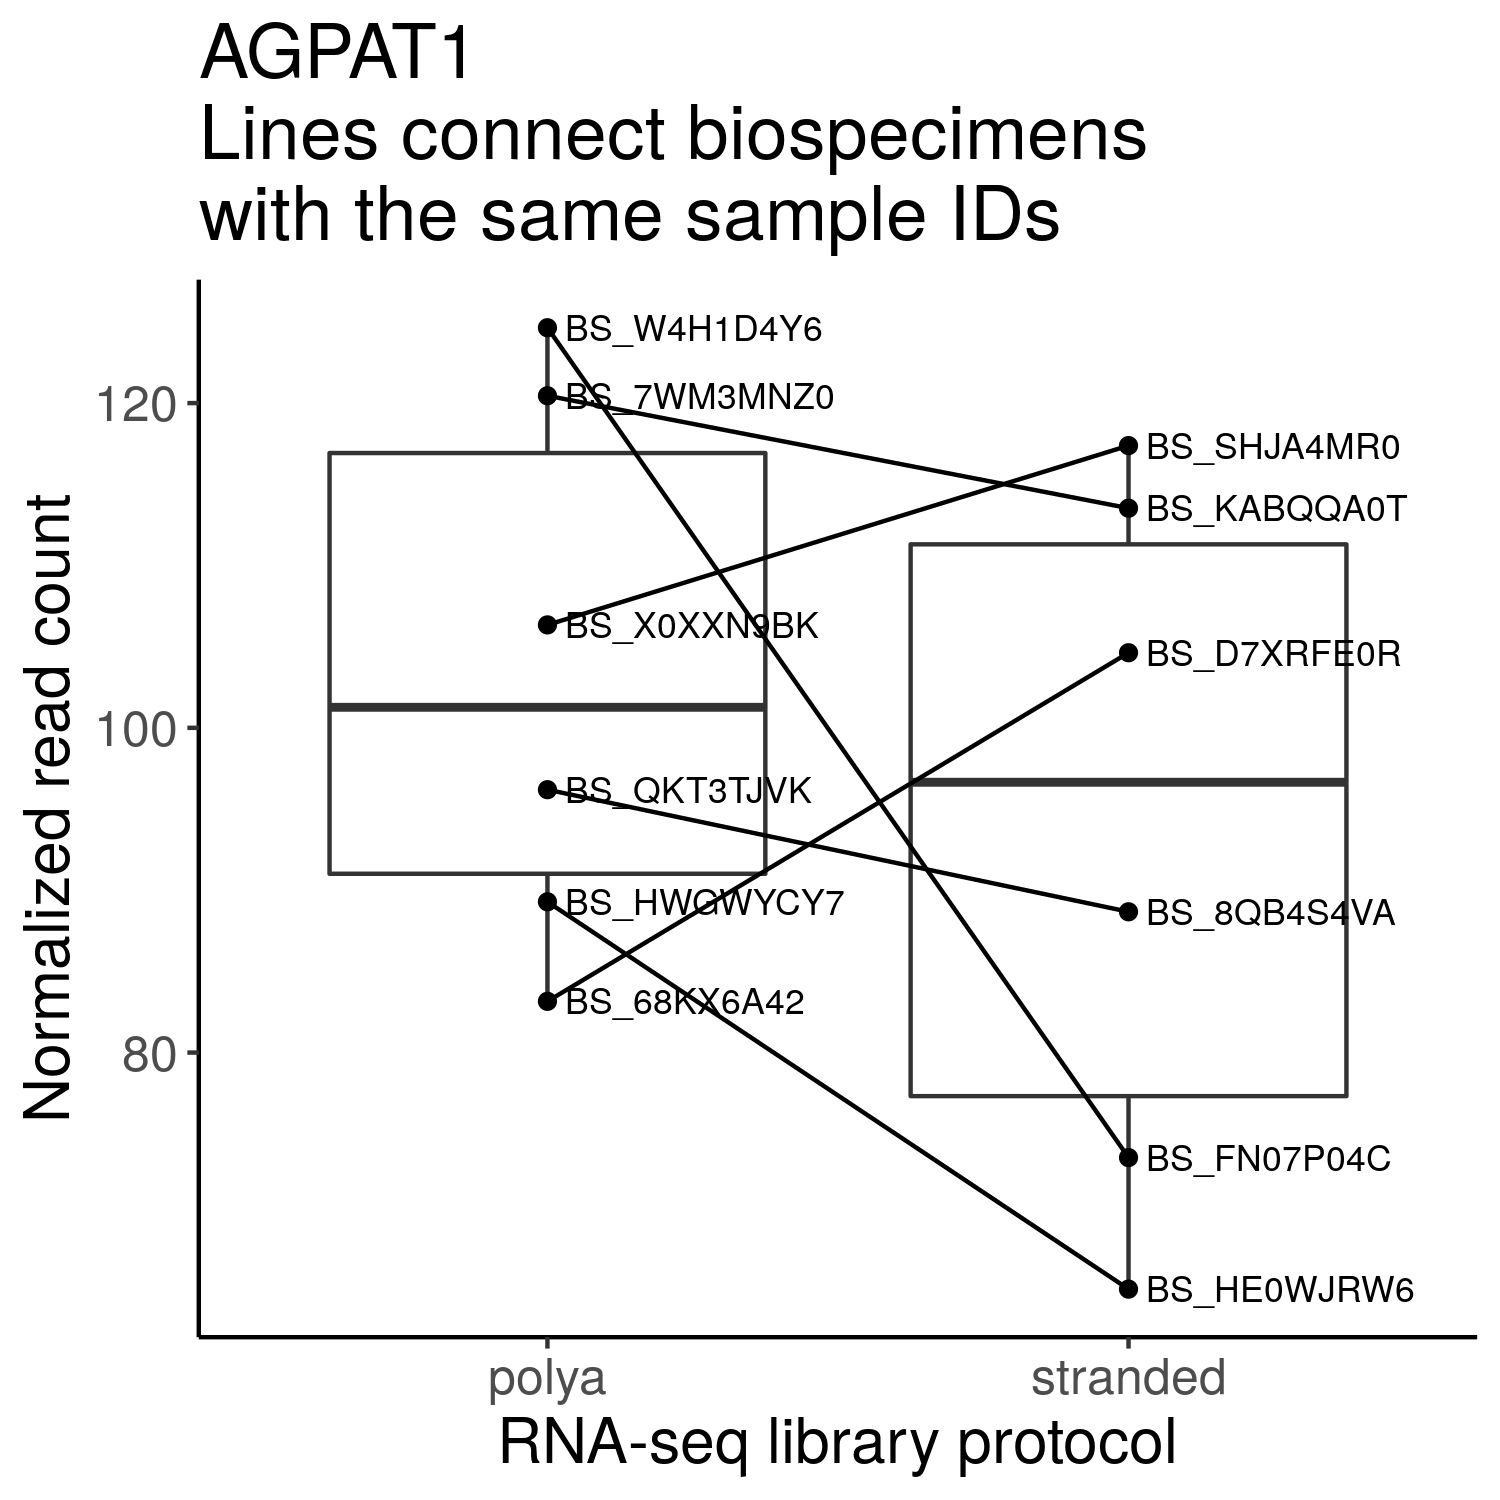 AGPAT1
Lines connect biospecimens
with the same sample IDs
Normalized read count
120
100
80
BS_W4H1D4Y6
BS_7WM3MNZ0
BS_X0XXN9BK
BS_QKT3TJVK
BS_HWGWYCY7
BS_68KX6A42
BS_SHJA4MR0
BS_KABQQA0T
BS_D7XRFE0R
BS_8QB4S4VA
BS_FN07P04C
BS_HE0WJRW6
polya
stranded
RNA-seq library protocol